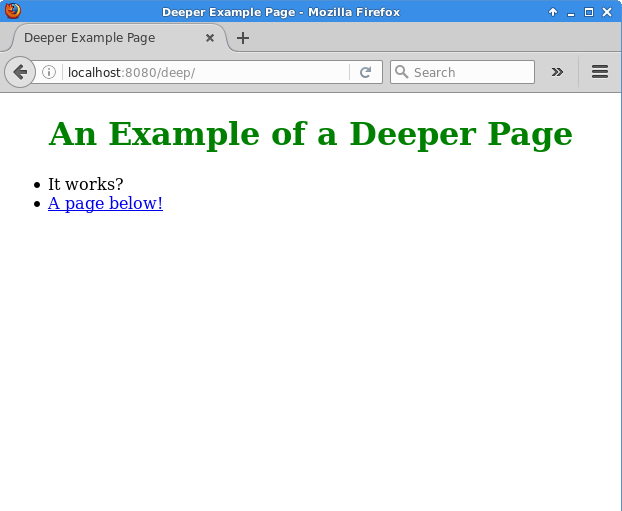 Deeper Example Page - Mozilla Firefox
Deeper Example Page
localhost:8080/deep/
Search
An Example of a Deeper Page
It works?
A page below!